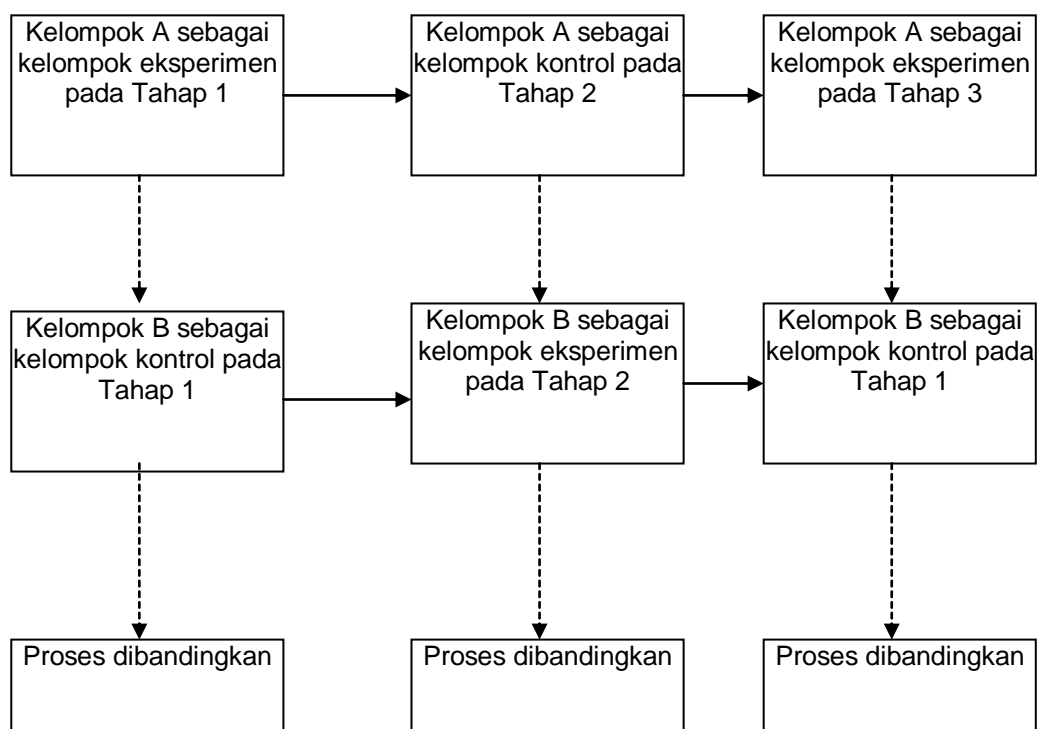 Kelompok A sebagai
kelompok eksperimen
pada Tahap 1
Kelompok A sebagai
kelompok kontrol pada
Tahap 2
Kelompok A sebagai
kelompok eksperimen
pada Tahap 3
Kelompok B sebagai
kelompok kontrol pada
Tahap 1
Kelompok B sebagai
kelompok eksperimen
pada Tahap 2
Kelompok B sebagai
kelompok kontrol pada
Tahap 1
Proses dibandingkan
Proses dibandingkan
Proses dibandingkan